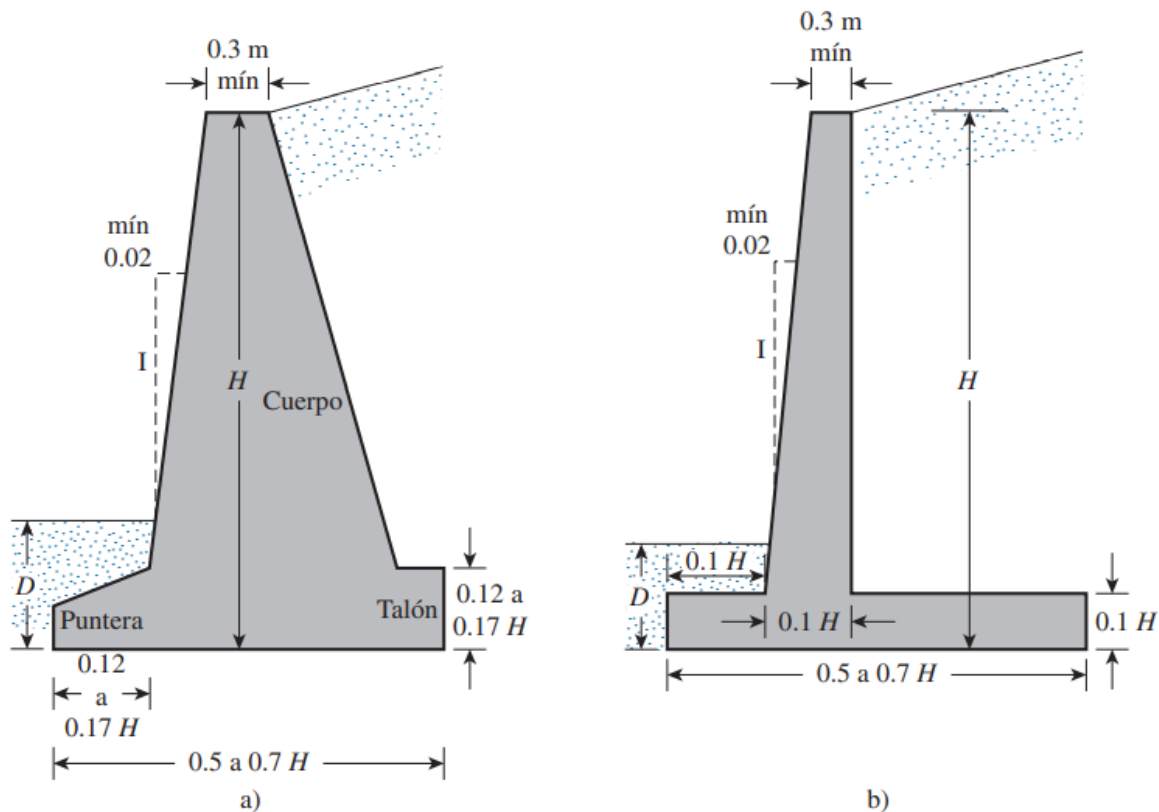 0.3 m
mín
mín
0.02
I
H
Cuerpo
D
Puntera
Talón
0.12 a
0.17 H
0.12
a
0.17 H
0.5 a 0.7 H
a)
0.3 m
mín
mín
0.02
I
H
0.1 H
D
0.1 H
0.1 H
0.5 a 0.7 H
b)